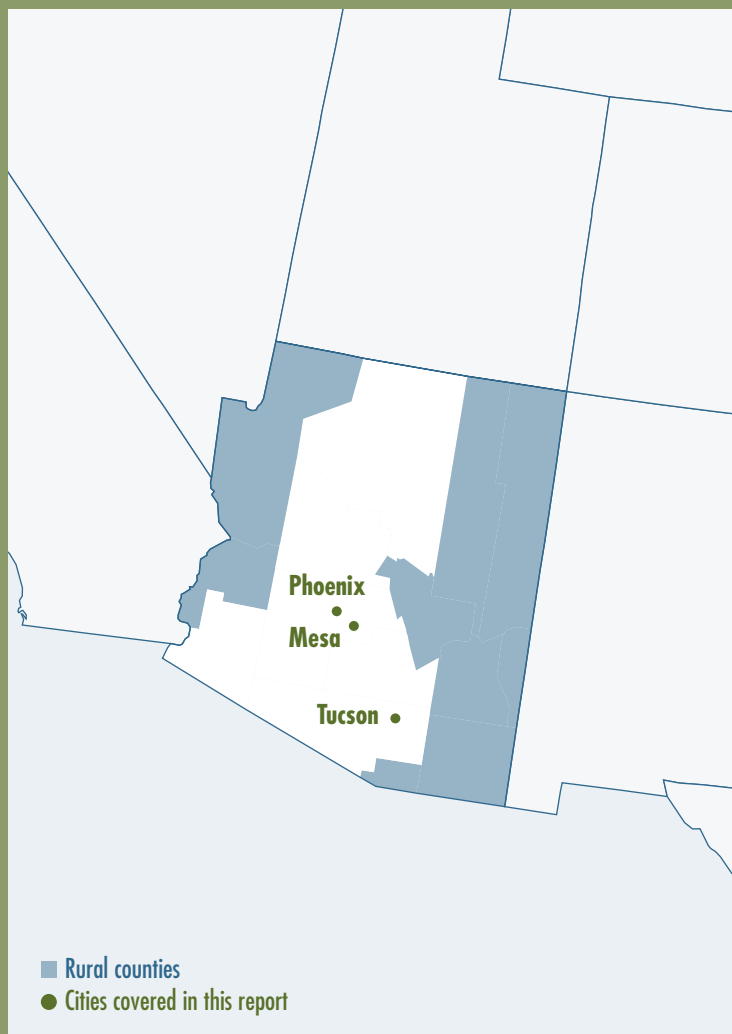 Phoenix
Mesa
Tucson
Rural counties
Cities covered in this report